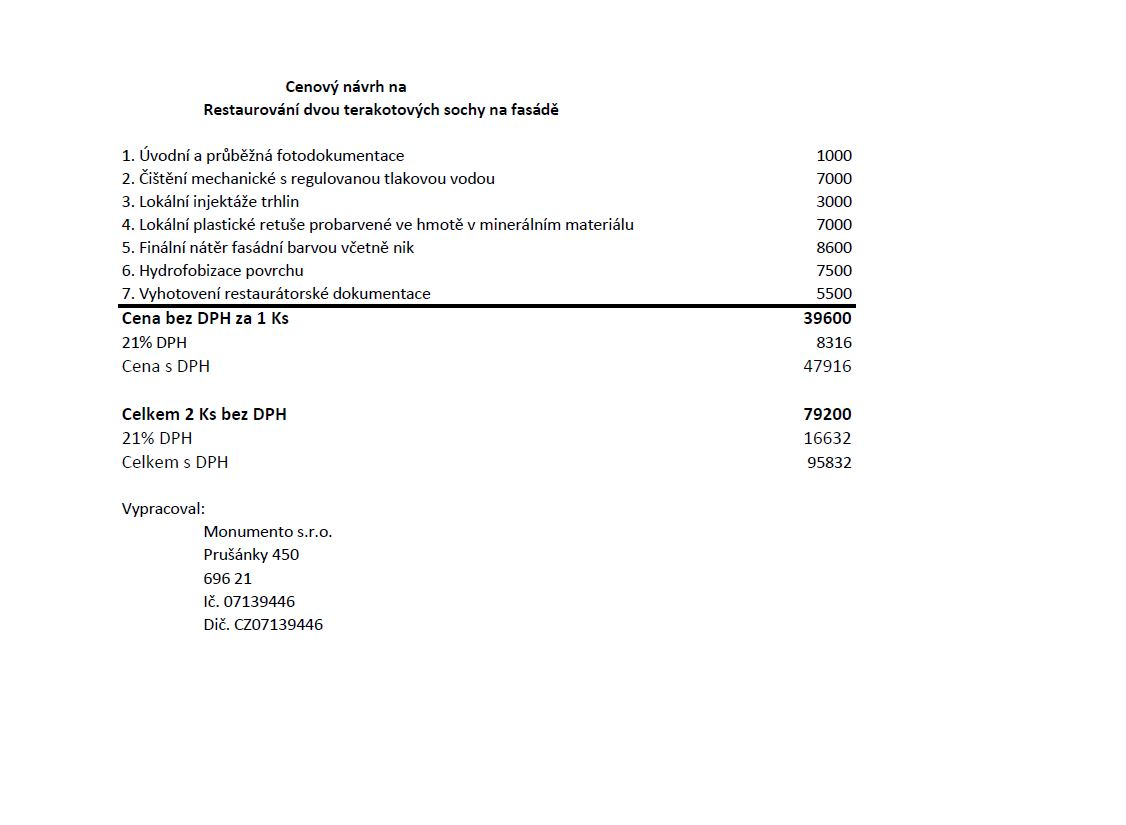 Cenový návrh na
Restaurování dvou terakotových sochy na fasádě
1. Úvodní a průběžná fotodokumentace 1000
2. Čištění mechanické s regulovanou tlakovou vodou 7000
3. Lokální injektáže trhlin 3000
4. Lokální plastické retuše probarvené ve hmotě v minerálním materiálu 7000
5. Finální nátěr fasádní barvou včetně nik 8600
6. Hydrofobizace povrchu 7500
7. Vyhotovení restaurátorské dokumentace 5500
Cena bez DPH za 1 Ks 39600
21% DPH 8316
Cena s DPH 47916
Celkem 2 Ks bez DPH 79200
21% DPH 16632
Celkem s DPH 95832
Vypracoval:
Monumento s.r.o.
Prušánky 450
696 21
Ič. 07139446
Dič. CZ07139446